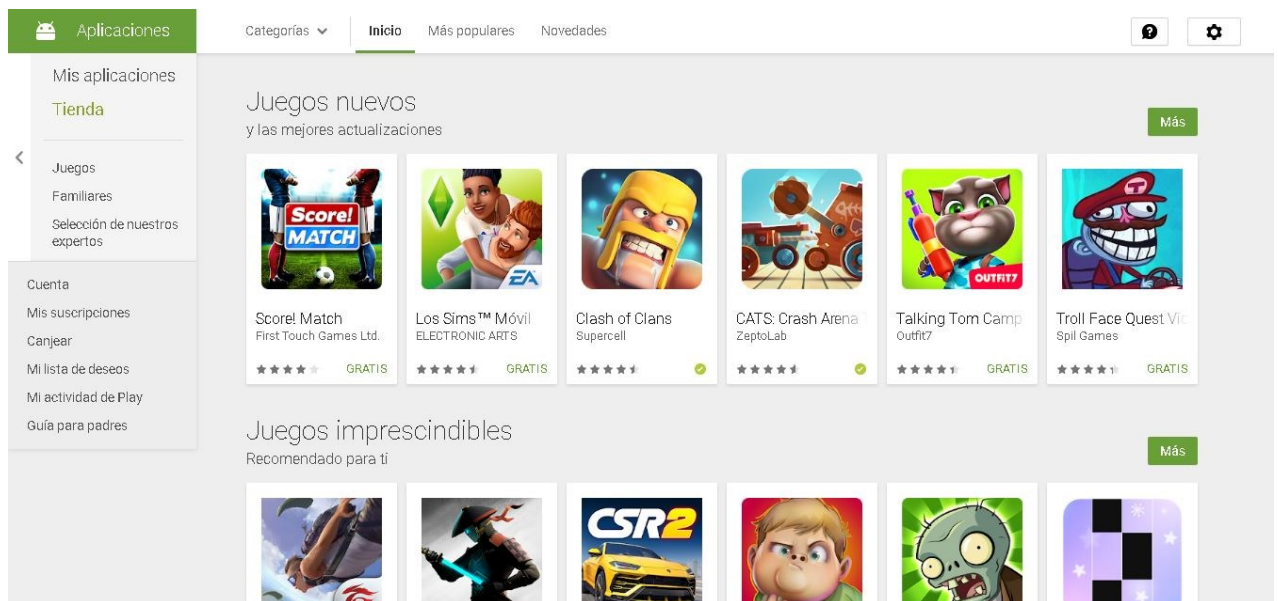 Aplicaciones
Categorías
Inicio
Más populares
Novedades
Mis aplicaciones
Tienda
Juegos
Familiares
Selección de nuestros
expertos
Cuenta
Mis suscripciones
Canjear
Mi lista de deseos
Mi actividad de Play
Guía para padres
Juegos nuevos
y las mejores actualizaciones
Más
Score!
MATCH
EA
OUTFIT7
Score! Match
First Touch Games Ltd.
GRATIS
Los Sims™ Móvil
ELECTRONIC ARTS
GRATIS
Clash of Clans
Supercell
CATS: Crash Arena
ZeptoLab
Talking Tom Camp
Outfit7
GRATIS
Troll Face Quest Vi
Spil Games
GRATIS
Juegos imprescindibles
Recomendado para ti
Más
CSR2